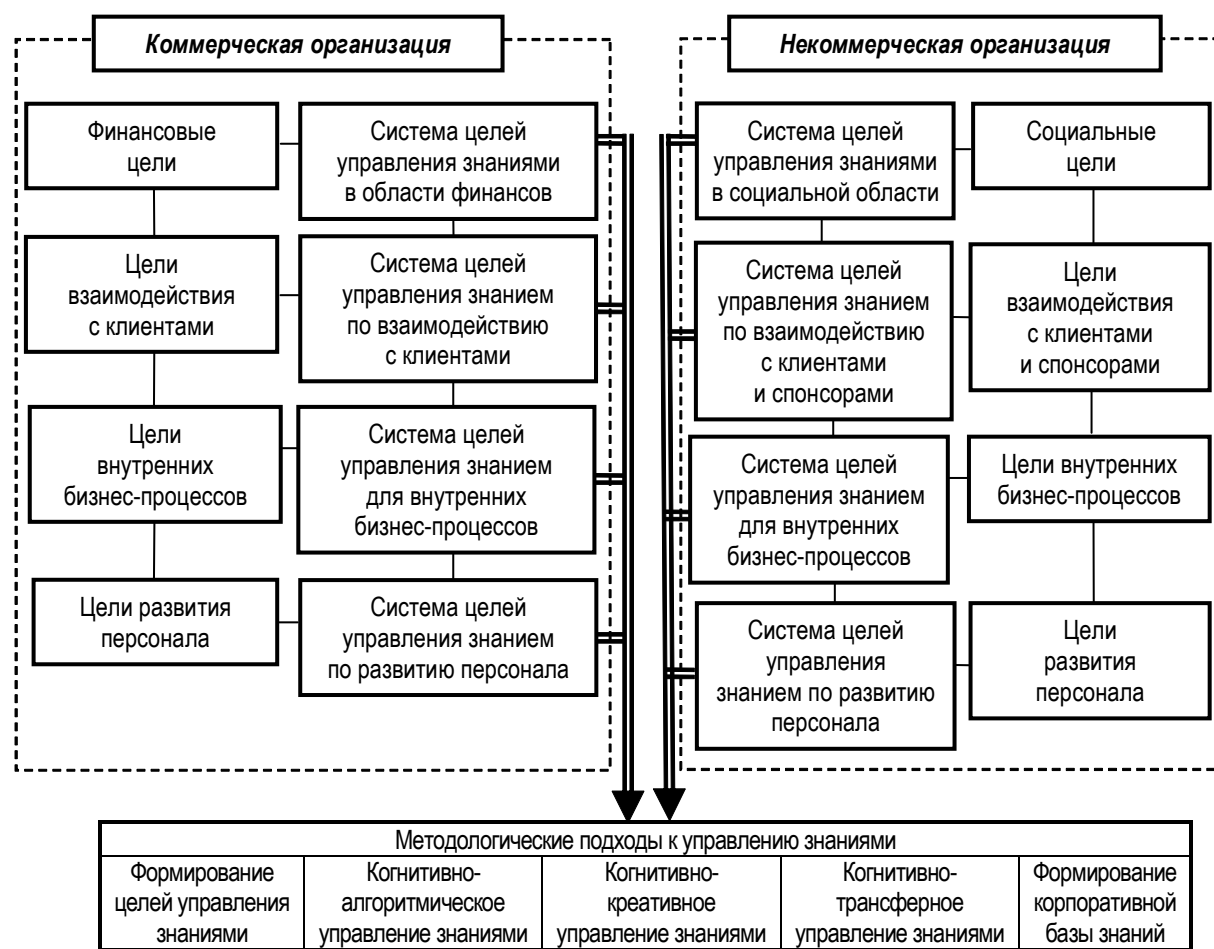 Коммерческая организация
Финансовые
цели
Система целей
управления знаниями
в области финансов
Цели
взаимодействия
с клиентами
Система целей
управления знанием
по взаимодействию
с клиентами
Цели
внутренних
бизнес-процессов
Система целей
управления знанием
для внутренних
бизнес-процессов
Цели развития
персонала
Система целей
управления знанием
по развитию персонала
Некоммерческая организация
Система целей
управления знаниями
в социальной области
Социальные
цели
Система целей
управления знанием
по взаимодействию
с клиентами
и спонсорами
Цели
взаимодействия
с клиентами
и спонсорами
Система целей
управления знанием
для внутренних
бизнес-процессов
Цели внутренних
бизнес-процессов
Система целей
управления
знанием по развитию
персонала
Цели
развития
персонала
Методологические подходы к управлению знаниями
Формирование
целей управления
знаниями
Когнитивно-
алгоритмическое
управление знаниями
Когнитивно-
креативное
управление знаниями
Когнитивно-
трансферное
управление знаниями
Формирование
корпоративной
базы знаний